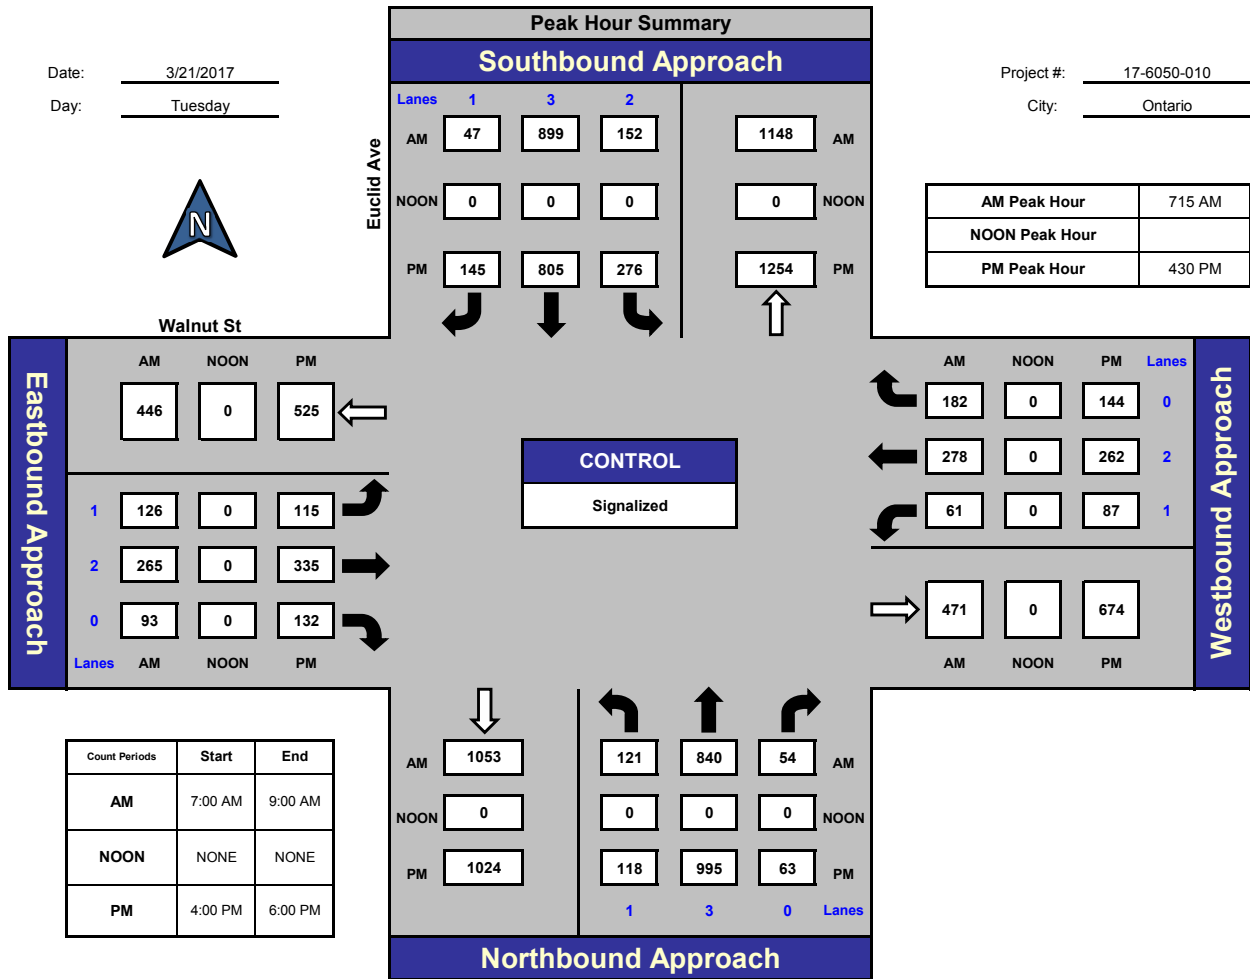 Peak Hour Summary
Southbound Approach
Date: 3/21/2017
Day: Tuesday
Project #: 17-6050-010
City: Ontario
N
Euclid Ave
Lanes 1 3 2
AM 47 899 152 1148 AM
NOON 0 0 0 0 NOON
PM 145 805 276 1254 PM
AM Peak Hour 715 AM
NOON Peak Hour
PM Peak Hour 430 PM
Walnut St
Eastbound Approach
AM NOON PM
446 0 525
1 126 0 115
2 265 0 335
0 93 0 132
Lanes AM NOON PM
CONTROL
Signalized
AM NOON PM Lanes
182 0 144 0
278 0 262 2
61 0 87 1
471 0 674
AM NOON PM
Westbound Approach
Count Periods Start End
AM 7:00 AM 9:00 AM
NOON NONE NONE
PM 4:00 PM 6:00 PM
AM 1053 121 840 54 AM
NOON 0 0 0 0 NOON
PM 1024 118 995 63 PM
1 3 0 Lanes
Northbound Approach